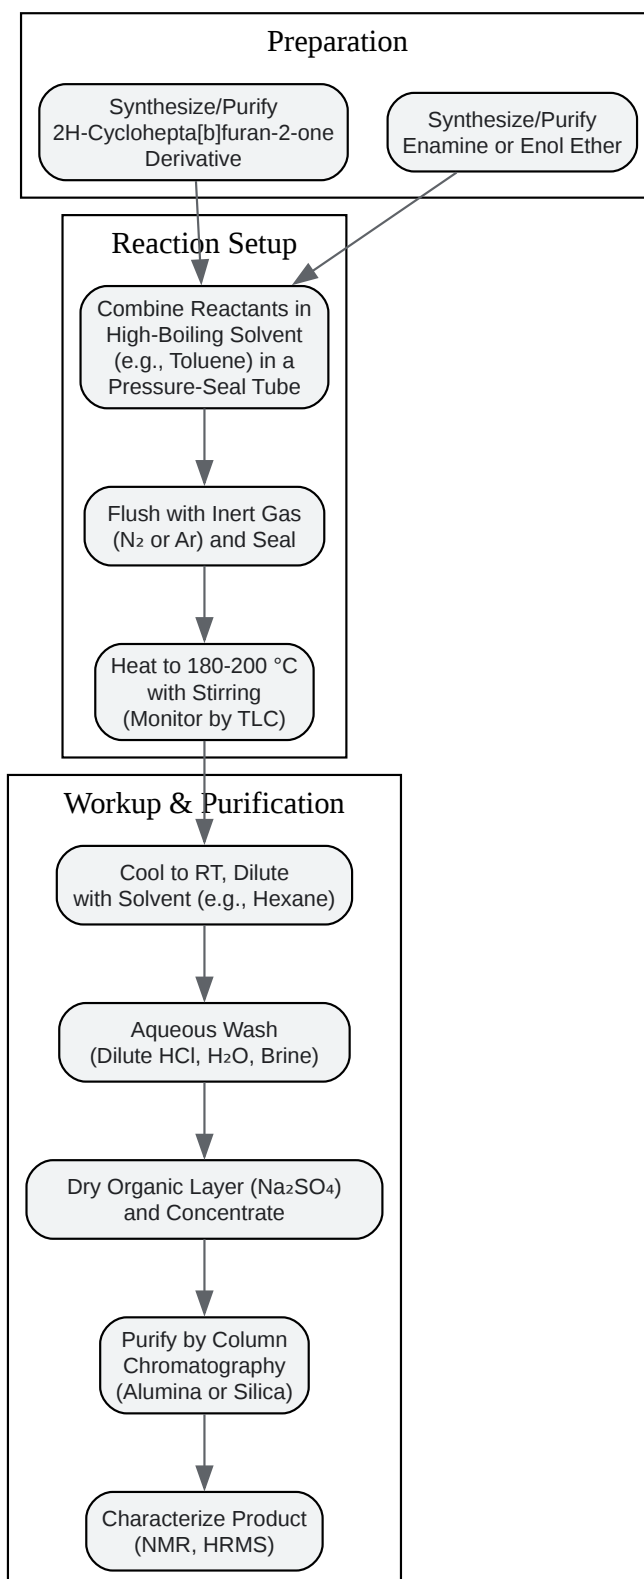 Preparation
Synthesize/Purify
2H-Cyclohepta[b]furan-2-one
Derivative
Synthesize/Purify
Enamine or Enol Ether
Reaction Setup
Combine Reactants in
High-Boiling Solvent
(e.g., Toluene) in a
Pressure-Seal Tube
Flush with Inert Gas
(N₂ or Ar) and Seal
Heat to 180-200 °C
with Stirring
(Monitor by TLC)
Workup & Purification
Cool to RT, Dilute
with Solvent (e.g., Hexane)
Aqueous Wash
(Dilute HCl, H₂O, Brine)
Dry Organic Layer (Na₂SO₄)
and Concentrate
Purify by Column
Chromatography
(Alumina or Silica)
Characterize Product
(NMR, HRMS)